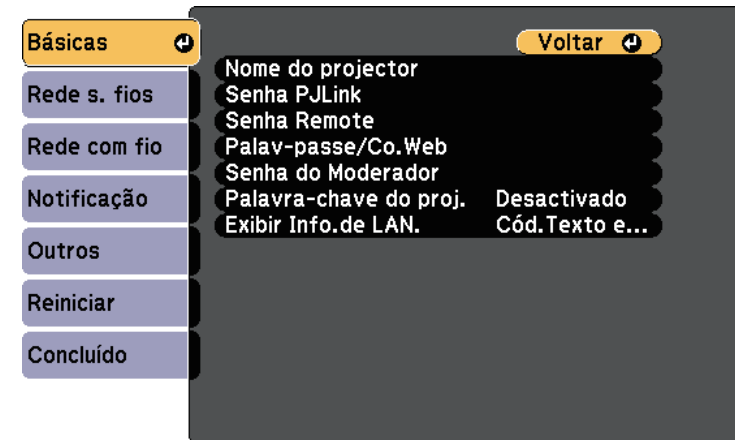 Básicas
Rede s. fios
Rede com fio
Notificação
Outros
Reiniciar
Concluído
Voltar
Nome do projector
Senha PJLink
Senha Remote
Palav-passe/Co.Web
Senha do Moderador
Palavra-chave do proj. Desactivado
Exibir Info.de LAN. Cód.Texto e...